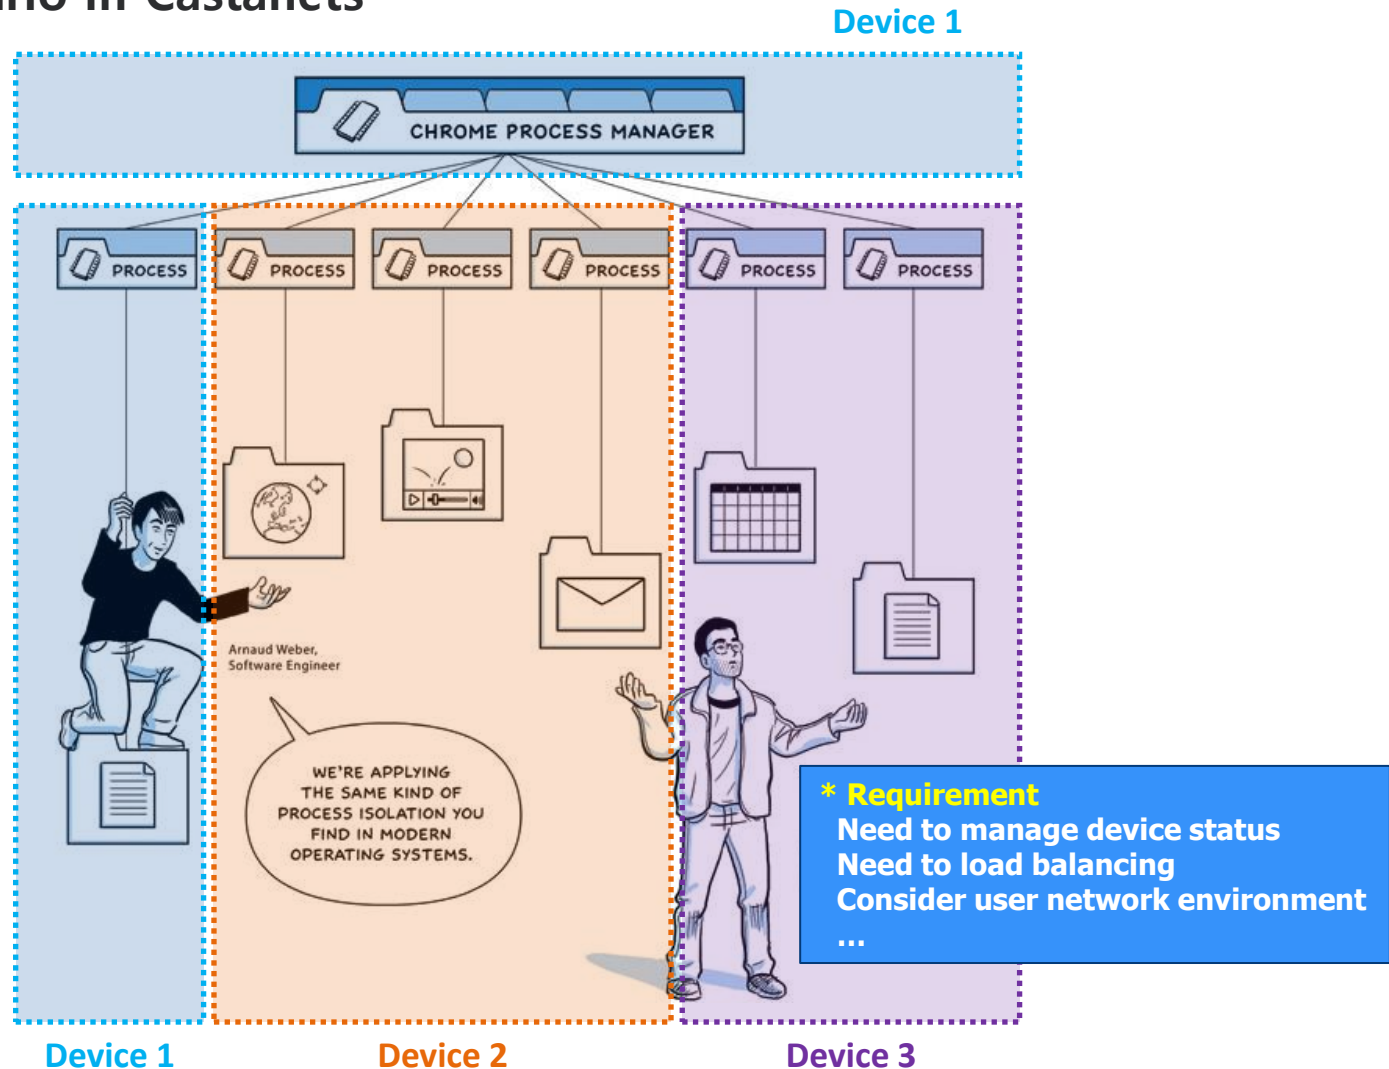 in Castanets
Device 1
CHROME PROCESS MANAGER
PROCESS
PROCESS
PROCESS
PROCESS
PROCESS
PROCESS
Arnaud Weber,
Software Engineer
WE'RE APPLYING
THE SAME KIND OF
PROCESS ISOLATION YOU
FIND IN MODERN
OPERATING SYSTEMS.
* Requirement
Need to manage device status
Need to load balancing
Consider user network environment
...
Device 1
Device 2
Device 3